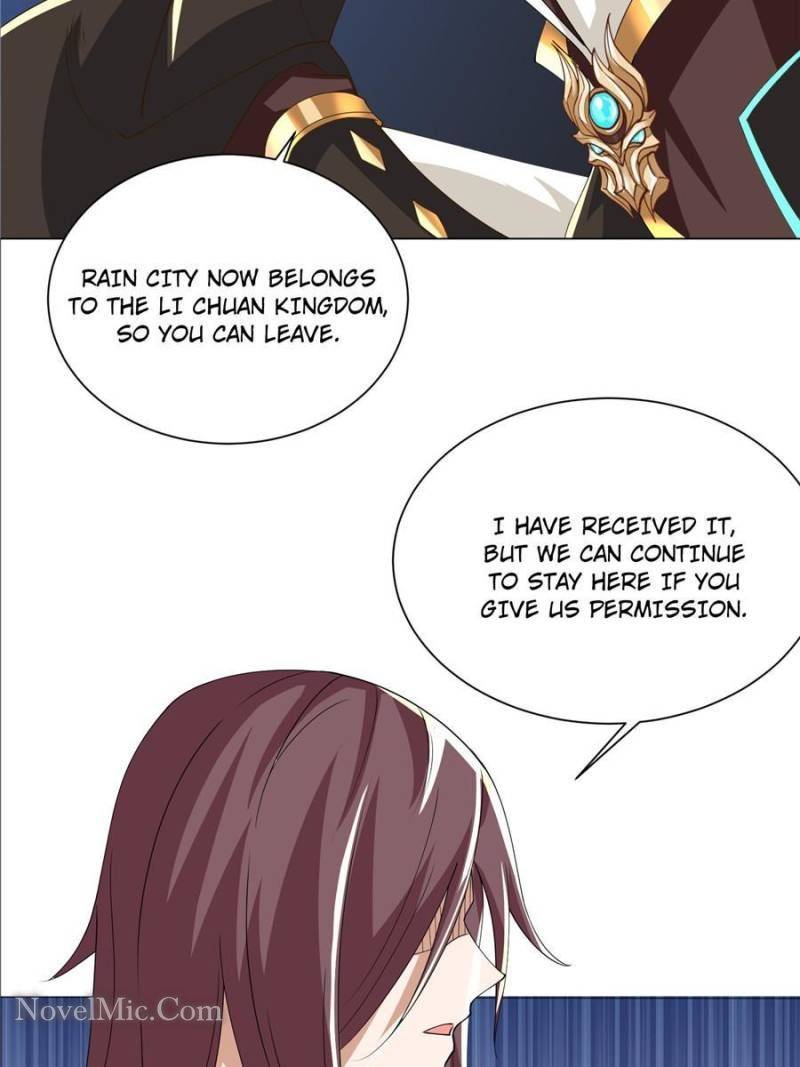 RAIN CITY NOW BELONGS
TO THE LI CHUAN KINGDOM,
SO YOU CAN LEAVE.
I HAVE RECEIVED IT,
BUT WE CAN CONTINUE
TO STAY HERE IF YOU
GIVE US PERMISSION.
NovelMic.Com